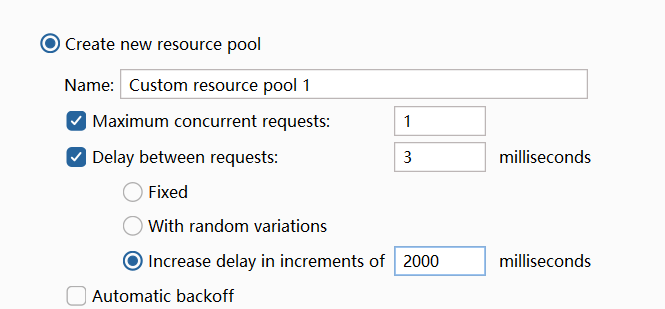 Create new resource pool
Name: Custom resource pool 1
Maximum concurrent requests: 1
Delay between requests: 3 milliseconds
Fixed
With random variations
Increase delay in increments of 2000 milliseconds
Automatic backoff